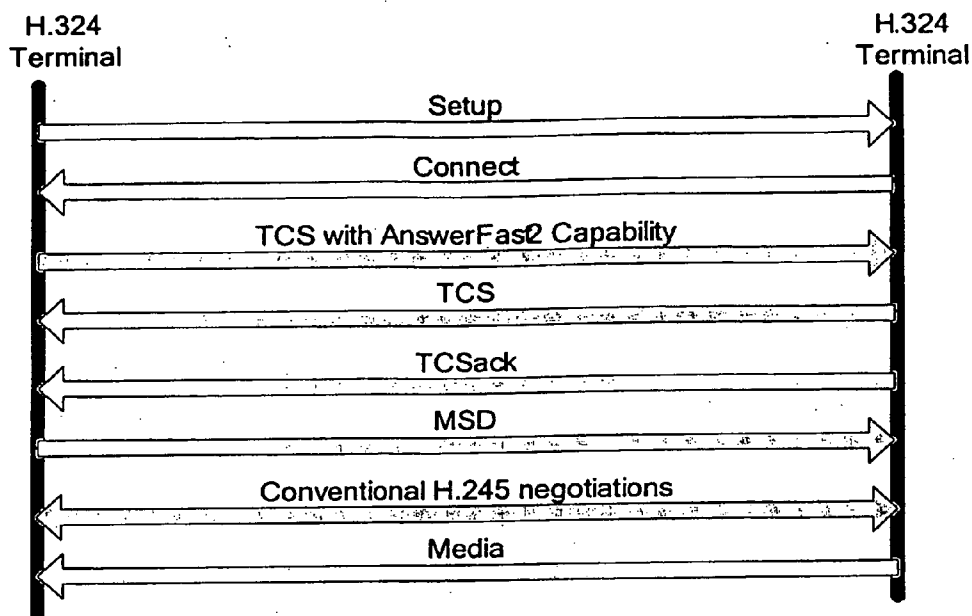 H.324
Terminal
H.324
Terminal
Setup
Connect
TCS with AnswerFast2 Capability
TCS
TCSack
MSD
Conventional H.245 negotiations
Media